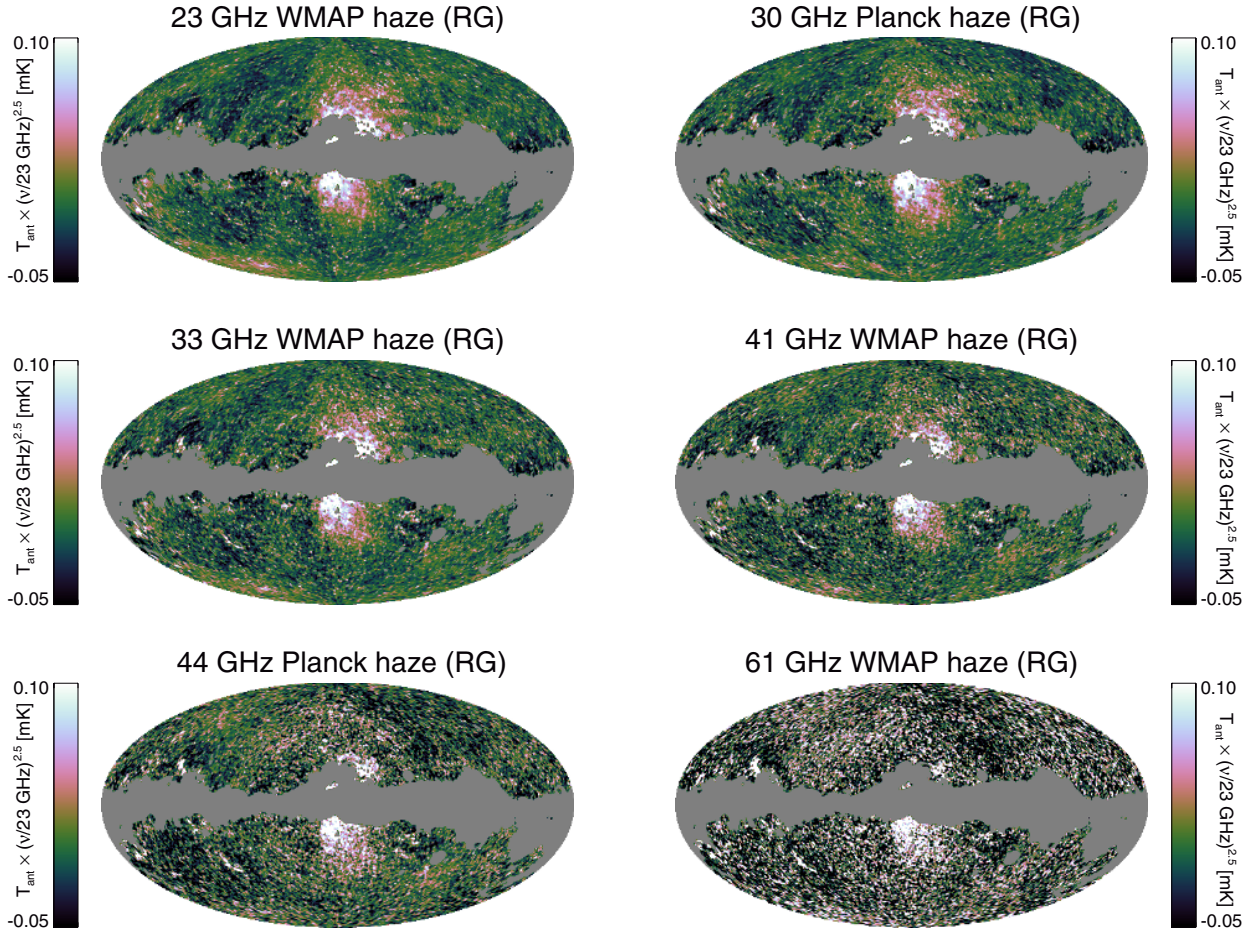 23 GHz WMAP haze (RG)
0.10
T_ant × (ν/23 GHz)^2.5 [mK]
-0.05
30 GHz Planck haze (RG)
0.10
T_ant × (ν/23 GHz)^2.5 [mK]
-0.05
33 GHz WMAP haze (RG)
0.10
T_ant × (ν/23 GHz)^2.5 [mK]
-0.05
41 GHz WMAP haze (RG)
0.10
T_ant × (ν/23 GHz)^2.5 [mK]
-0.05
44 GHz Planck haze (RG)
0.10
T_ant × (ν/23 GHz)^2.5 [mK]
-0.05
61 GHz WMAP haze (RG)
0.10
T_ant × (ν/23 GHz)^2.5 [mK]
-0.05